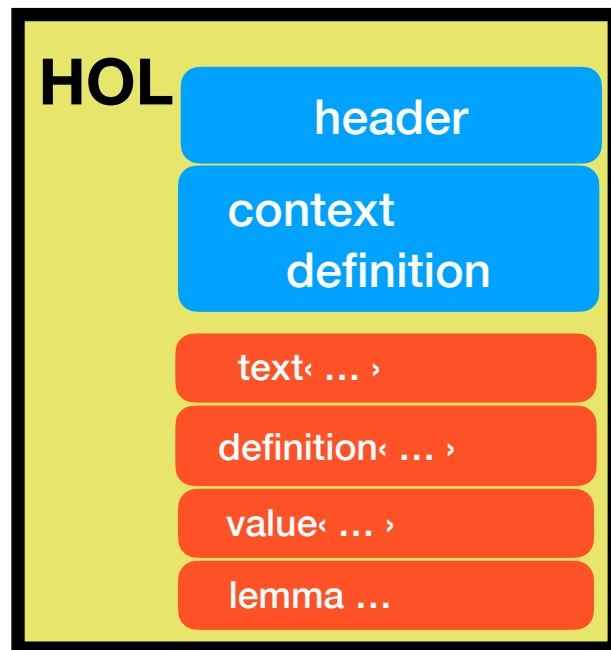 HOL
header
context
definition
text‹ … ›
definition‹ … ›
value‹ … ›
lemma …